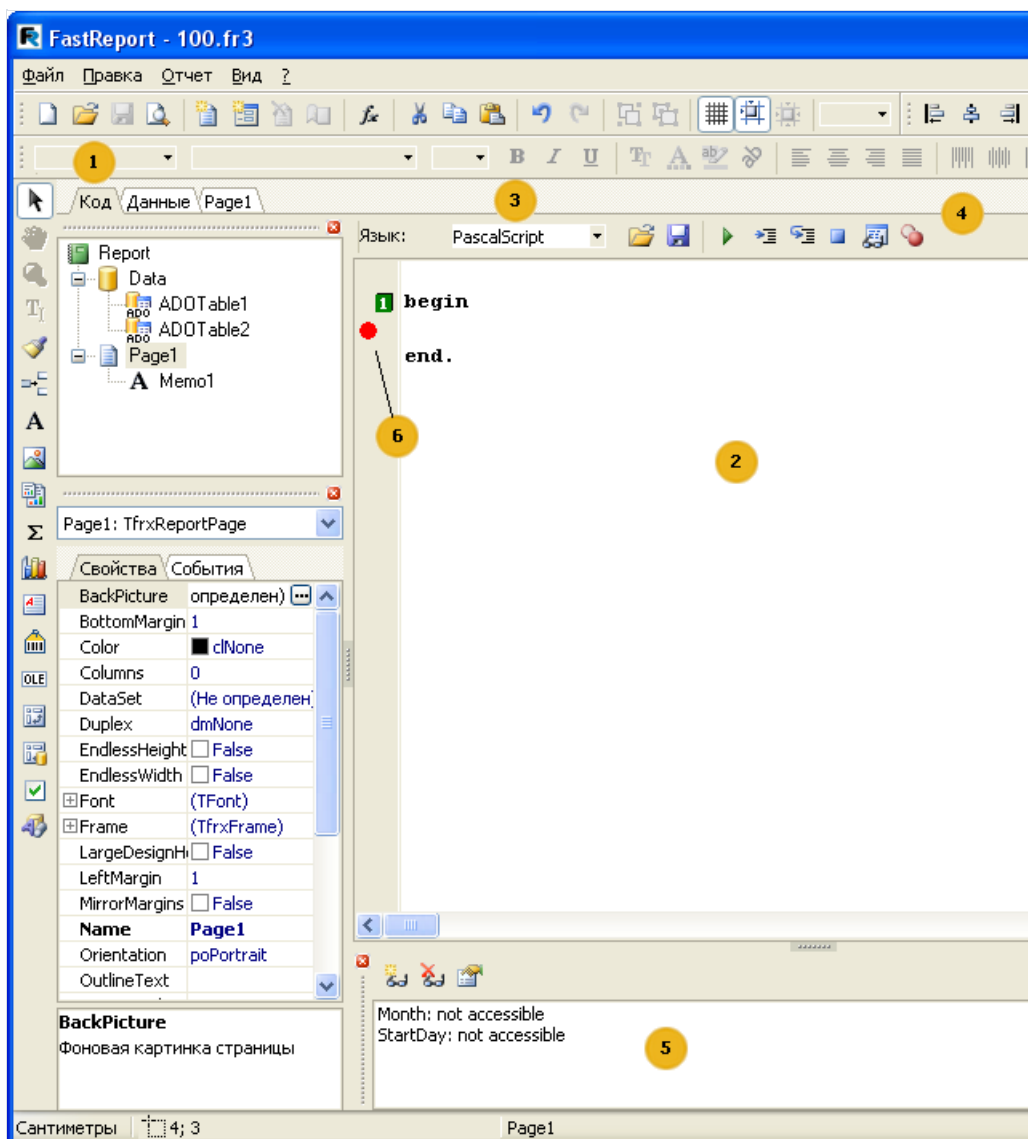 FastReport - 100.fr3
Файл Правка Отчет Вид ?
1
B I U
Код Данные Page1
3
4
Язык: PascalScript
Report
Data
ADOTable1
ADOTable2
Page1
A Memo1
1 begin
end.
6
2
Page1: TfrxReportPage
Свойства События
BackPicture определен)
BottomMargin 1
Color clNone
Columns 0
DataSet (Не определен
Duplex dmNone
EndlessHeight False
EndlessWidth False
Font (TFont)
Frame (TfrxFrame)
LargeDesignHe False
LeftMargin 1
MirrorMargins False
Name Page1
Orientation poPortrait
OutlineText
BackPicture
Фоновая картинка страницы
OLE
Month: not accessible
StartDay: not accessible
5
Сантиметры 4; 3 Page1